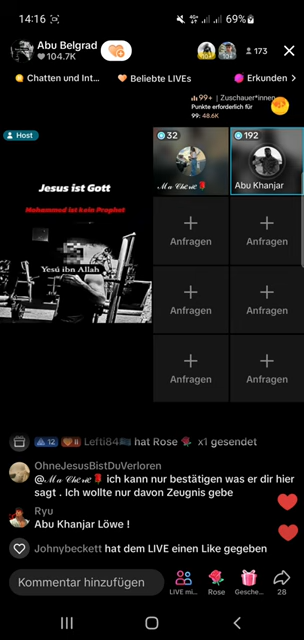 14:16
69%
Abu Belgrad
104.7K
173
Chatten und Int...
Beliebte LIVEs
Erkunden >
99+ | Zuschauer*innen
Punkte erforderlich für
99: 48.6K
Host
32
192
Jesus ist Gott
Mohammed ist kein Prophet
Yesú ibn Allah
Abu Khanjar
Anfragen
Anfragen
Anfragen
Anfragen
Anfragen
Anfragen
12
Lefti84 hat Rose x1 gesendet
OhneJesusBistDuVerloren
ich kann nur bestätigen was er dir hier
sagt . Ich wollte nur davon Zeugnis gebe
Ryu
Abu Khanjar Löwe !
Johnybeckett hat dem LIVE einen Like gegeben
Kommentar hinzufügen
LIVE mi...
Rose
Gesche...
28